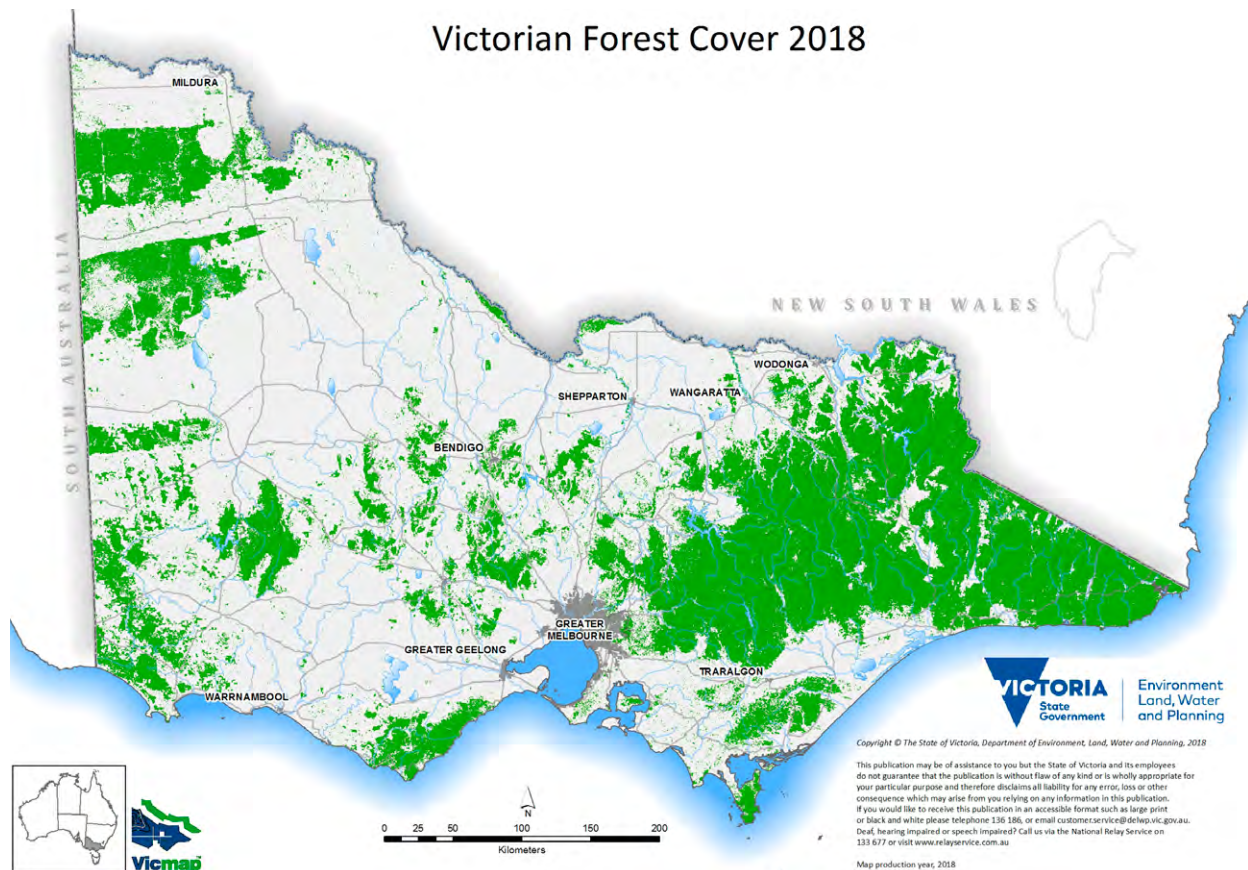 Victorian Forest Cover 2018
MILDURA
SOUTH AUSTRALIA
NEW SOUTH WALES
WODONGA
SHEPPARTON
WANGARATTA
BENDIGO
GREATER
MELBOURNE
GREATER GEELONG
TRARALGON
WARRNAMBOOL
VICTORIA
State
Government
Environment
Land, Water
and Planning
Copyright © The State of Victoria, Department of Environment, Land, Water and Planning, 2018
This publication may be of assistance to you but the State of Victoria and its employees
do not guarantee that the publication is without flaw of any kind or is wholly appropriate for
your particular purpose and therefore disclaims all liability for any error, loss or other
consequence which may arise from you relying on any information in this publication.
If you would like to receive this publication in an accessible format such as large print
or black and white please telephone 136 186, or email customer.service@delwp.vic.gov.au.
Deaf, hearing impaired or speech impaired? Call us via the National Relay Service on
133 677 or visit www.relayservice.com.au
Map production year, 2018
Vicmap
N
0 25 50 100 150 200
Kilometers